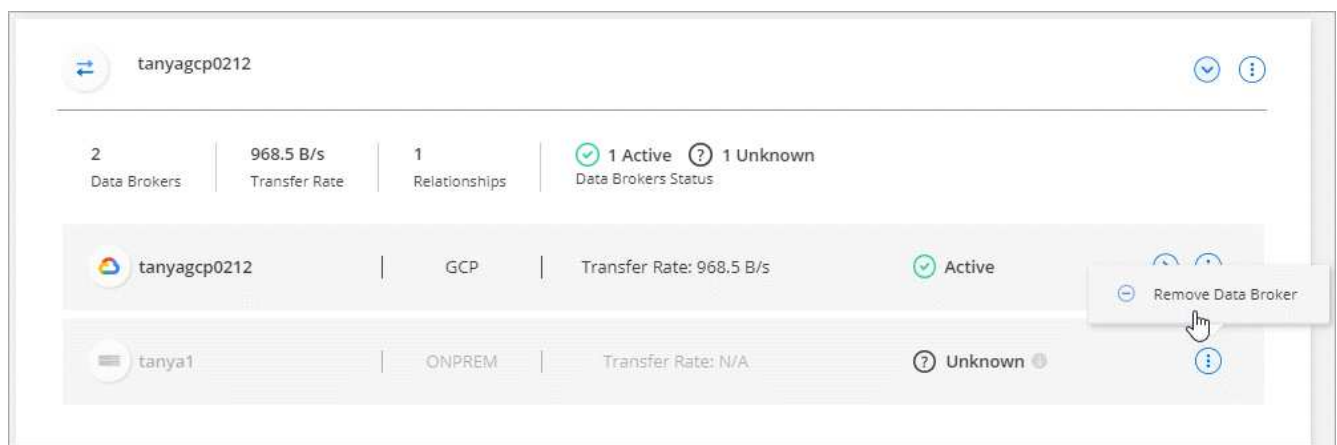 tanyagcp0212
2 968.5 B/s 1 1 Active 1 Unknown
Data Brokers Transfer Rate Relationships Data Brokers Status
tanyagcp0212 GCP Transfer Rate: 968.5 B/s Active
Remove Data Broker
tanya1 ONPREM Transfer Rate: N/A Unknown